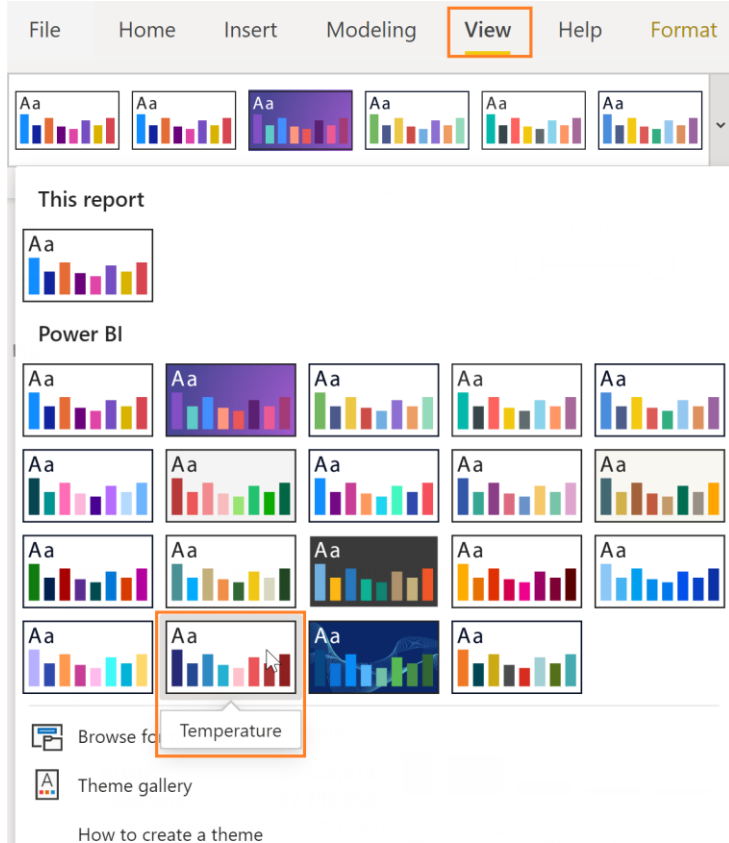 File Home Insert Modeling View Help Format
Aa Aa Aa Aa Aa Aa
This report
Aa
Power BI
Aa Aa Aa Aa Aa
Aa Aa Aa Aa Aa
Aa Aa Aa Aa Aa
Aa Aa Aa Aa
Browse fo
Temperature
Theme gallery
A
How to create a theme